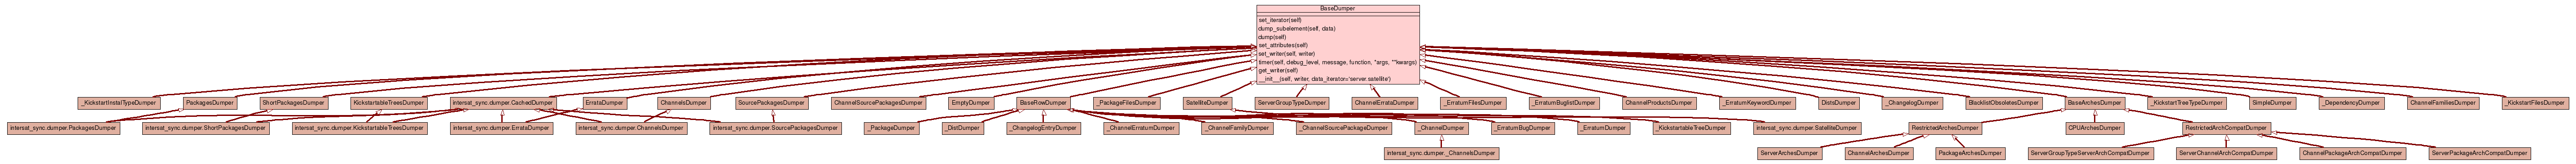 BaseDumper
set_iterator(self)
dump_subelement(self, data)
dump(self)
set_attributes(self)
set_writer(self, writer)
timer(self, debug_level, message, function, *args, **kwargs)
get_writer(self)
__init__(self, writer, data_iterator='server.satellite')
_KickstartInstallTypeDumper
PackagesDumper
ShortPackagesDumper
KickstartableTreesDumper
intersat_sync.dumper.CachedDumper
ErrataDumper
ChannelsDumper
SourcePackagesDumper
ChannelSourcePackagesDumper
EmptyDumper
BaseRowDumper
_PackageFilesDumper
SatelliteDumper
ServerGroupTypeDumper
ChannelErrataDumper
_ErratumFilesDumper
_ErratumBuglistDumper
ChannelProductsDumper
_ErratumKeywordDumper
DistsDumper
_ChangelogDumper
BlacklistObsoletesDumper
BaseArchesDumper
_KickstartTreeTypeDumper
SimpleDumper
_DependencyDumper
ChannelFamiliesDumper
_KickstartFilesDumper
intersat_sync.dumper.PackagesDumper
intersat_sync.dumper.ShortPackagesDumper
intersat_sync.dumper.KickstartableTreesDumper
intersat_sync.dumper.ErrataDumper
intersat_sync.dumper.ChannelsDumper
intersat_sync.dumper.SourcePackagesDumper
_PackageDumper
_DistDumper
_ChangelogEntryDumper
_ChannelErratumDumper
_ChannelFamilyDumper
_ChannelSourcePackageDumper
_ChannelDumper
_ErratumBugDumper
_ErratumDumper
_KickstartableTreeDumper
intersat_sync.dumper.SatelliteDumper
RestrictedArchesDumper
CPUArchesDumper
RestrictedArchCompatDumper
intersat_sync.dumper._ChannelsDumper
ServerArchesDumper
ChannelArchesDumper
PackageArchesDumper
ServerGroupTypeServerArchCompatDumper
ServerChannelArchCompatDumper
ChannelPackageArchCompatDumper
ServerPackageArchCompatDumper